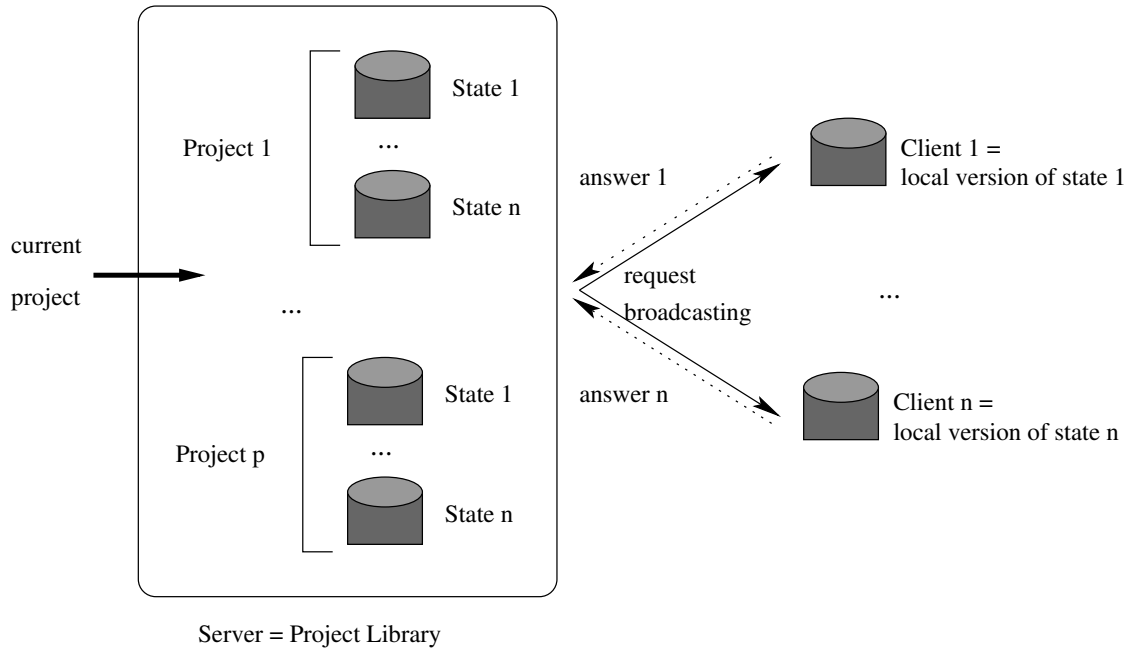 State 1
Project 1
...
State n
current
project
...
State 1
Project p
...
State n
Server = Project Library
answer 1
request
broadcasting
answer n
Client 1 =
local version of state 1
...
Client n =
local version of state n